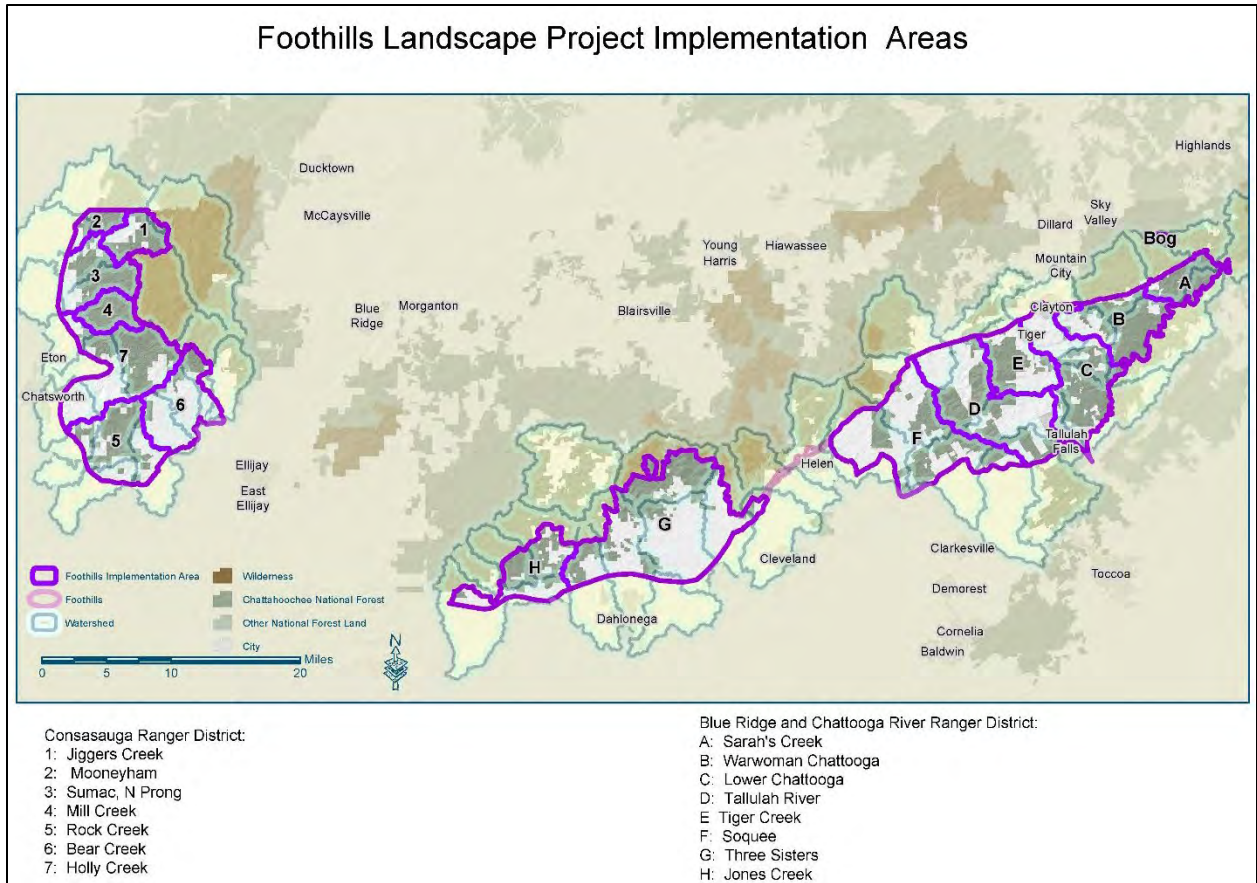 Foothills Landscape Project Implementation Areas
Highlands
Ducktown
McCaysville
Sky
Valley
Dillard
Bog
Young
Harris
Hiawassee
Mountain
City
2
1
A
3
Blue
Ridge
Morganton
Blairsville
Clayton
B
4
Tiger
Eton
7
E
C
Chatsworth
6
D
5
F
Tallulah
Falls
Ellijay
Helen
East
Ellijay
G
Cleveland
Clarkesville
H
Toccoa
Demorest
Dahlonega
Cornelia
Baldwin
Foothills Implementation Area
Foothills
Watershed
Wilderness
Chattahoochee National Forest
Other National Forest Land
City
N
Miles
0 5 10 20
Consasauga Ranger District:
1: Jiggers Creek
2: Mooneyham
3: Sumac, N Prong
4: Mill Creek
5: Rock Creek
6: Bear Creek
7: Holly Creek
Blue Ridge and Chattooga River Ranger District:
A: Sarah's Creek
B: Warwoman Chattooga
C: Lower Chattooga
D: Tallulah River
E Tiger Creek
F: Soquee
G: Three Sisters
H: Jones Creek